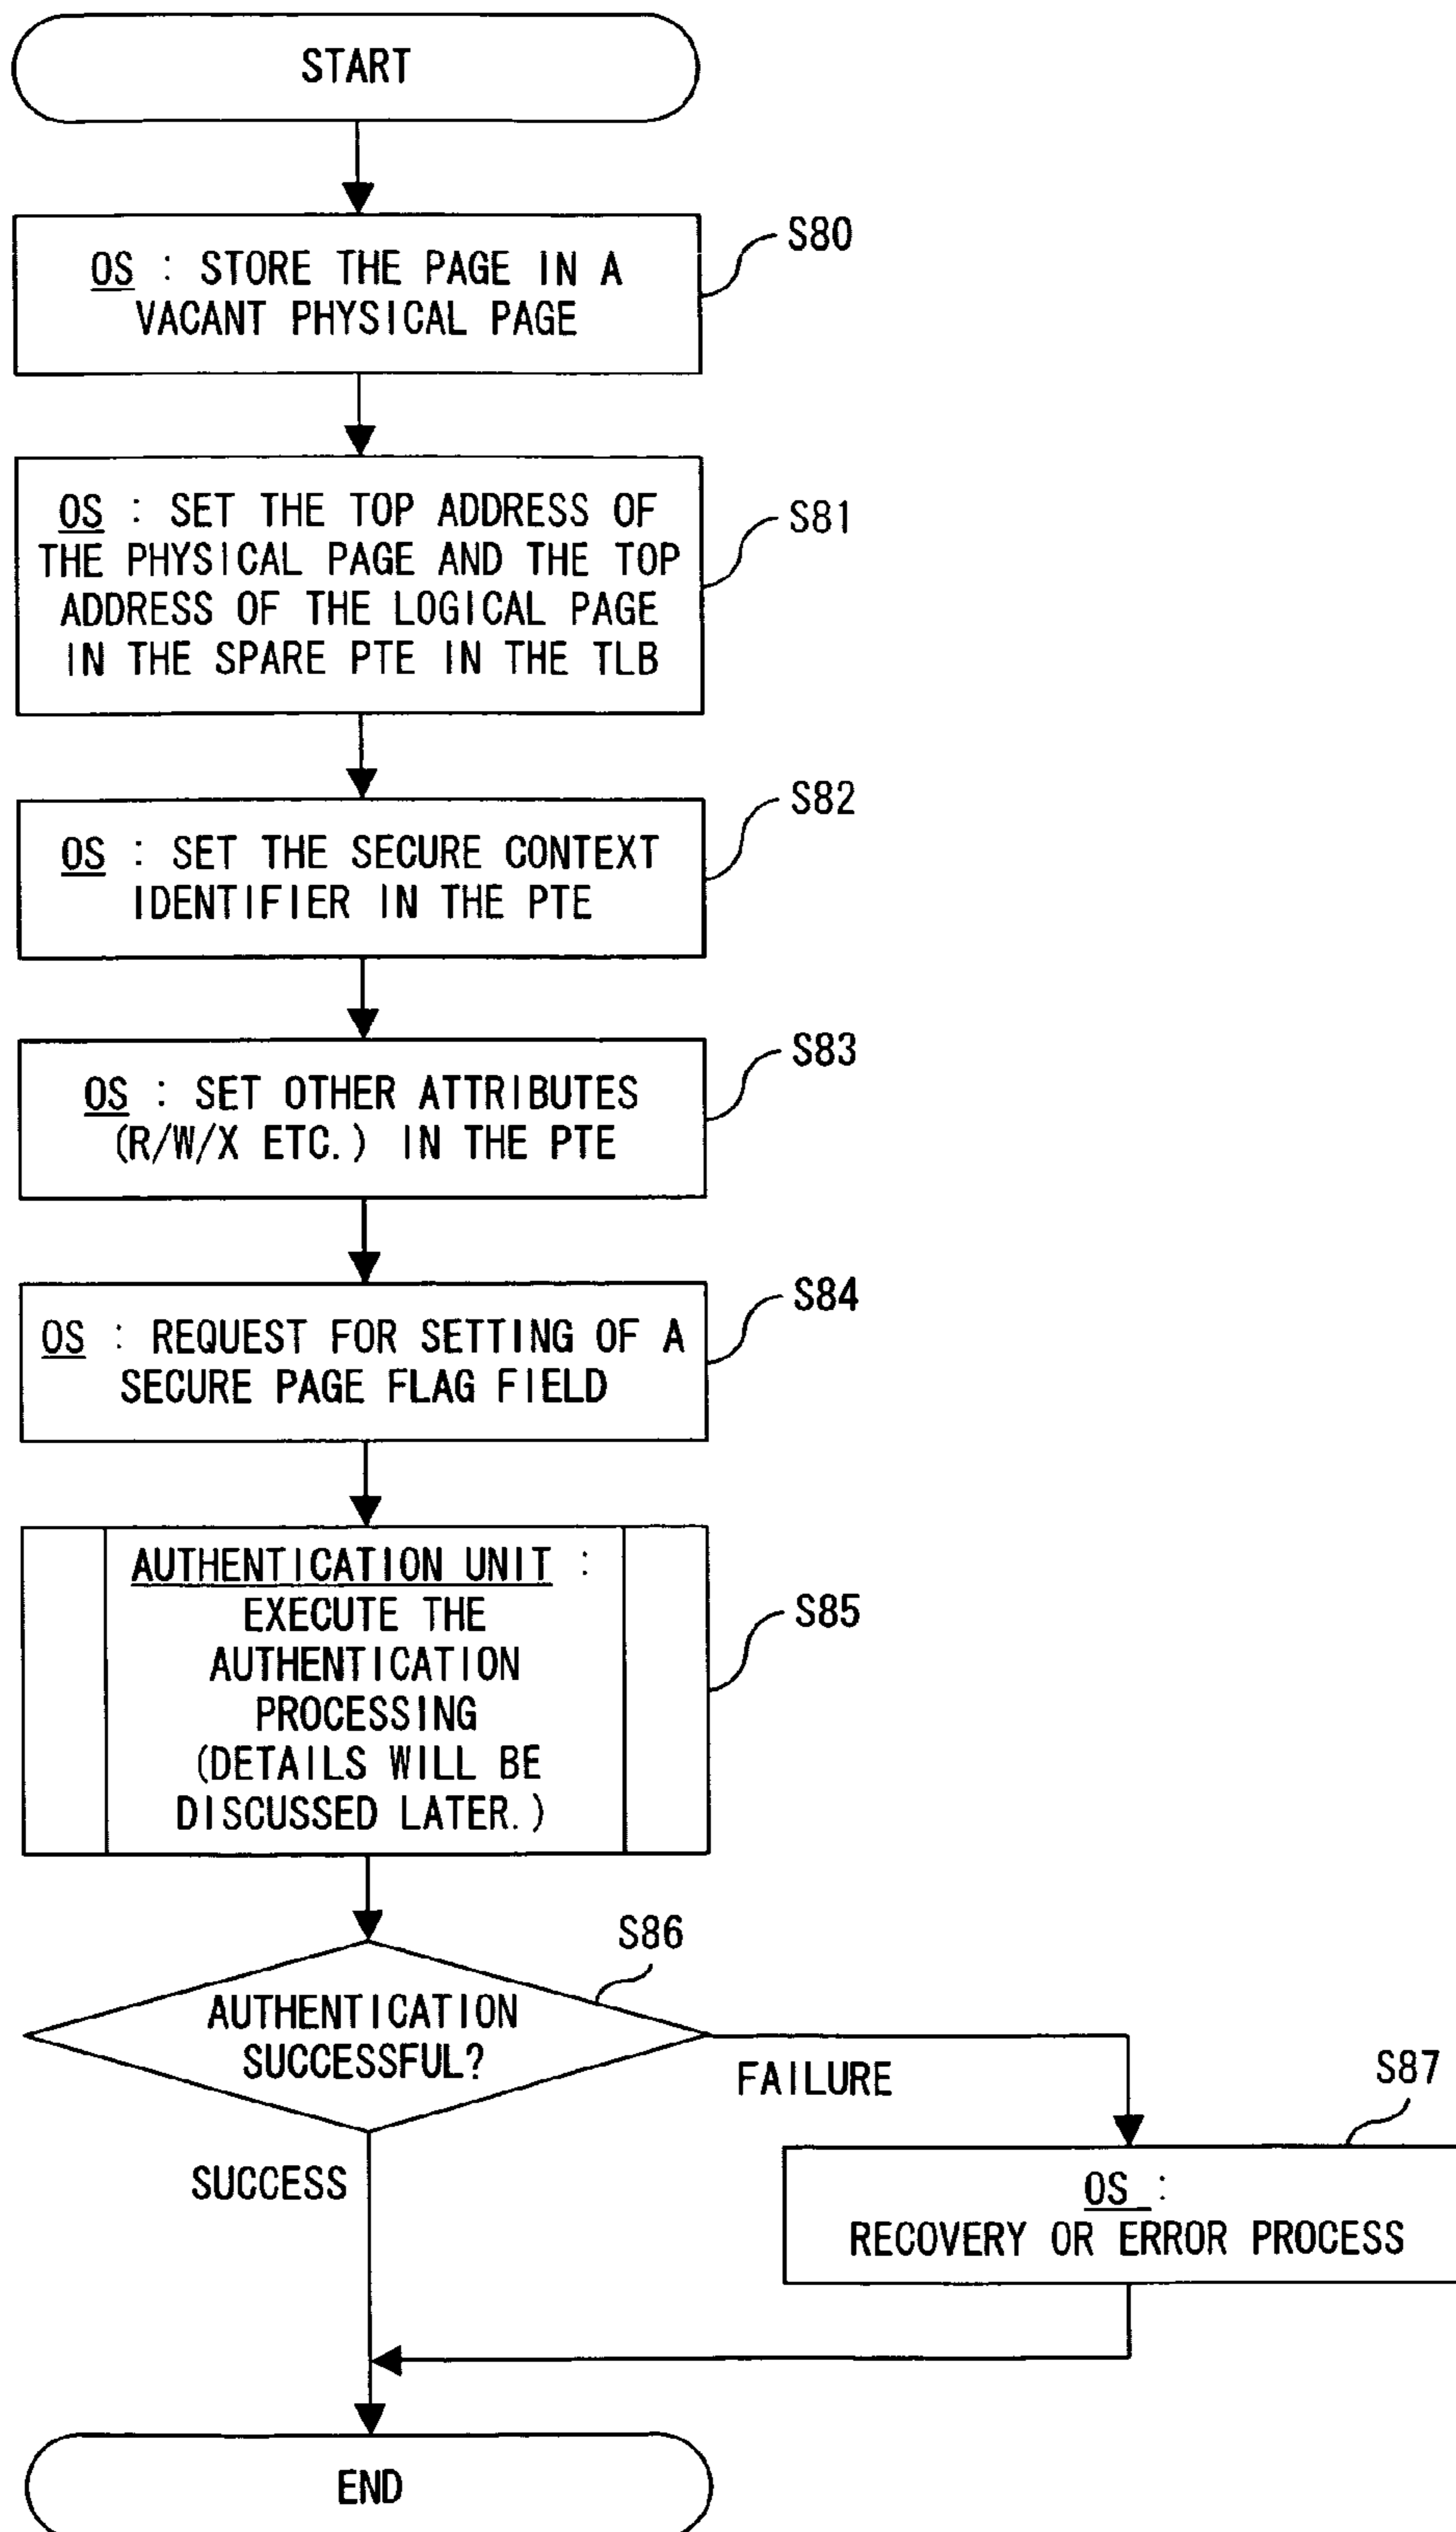 START
S80
OS : STORE THE PAGE IN A
VACANT PHYSICAL PAGE
S81
OS : SET THE TOP ADDRESS OF
THE PHYSICAL PAGE AND THE TOP
ADDRESS OF THE LOGICAL PAGE
IN THE SPARE PTE IN THE TLB
S82
OS : SET THE SECURE CONTEXT
IDENTIFIER IN THE PTE
S83
OS : SET OTHER ATTRIBUTES
(R/W/X ETC.) IN THE PTE
S84
OS : REQUEST FOR SETTING OF A
SECURE PAGE FLAG FIELD
S85
AUTHENTICATION UNIT :
EXECUTE THE
AUTHENTICATION
PROCESSING
(DETAILS WILL BE
DISCUSSED LATER.)
S86
AUTHENTICATION
SUCCESSFUL?
FAILURE
S87
SUCCESS
OS :
RECOVERY OR ERROR PROCESS
END